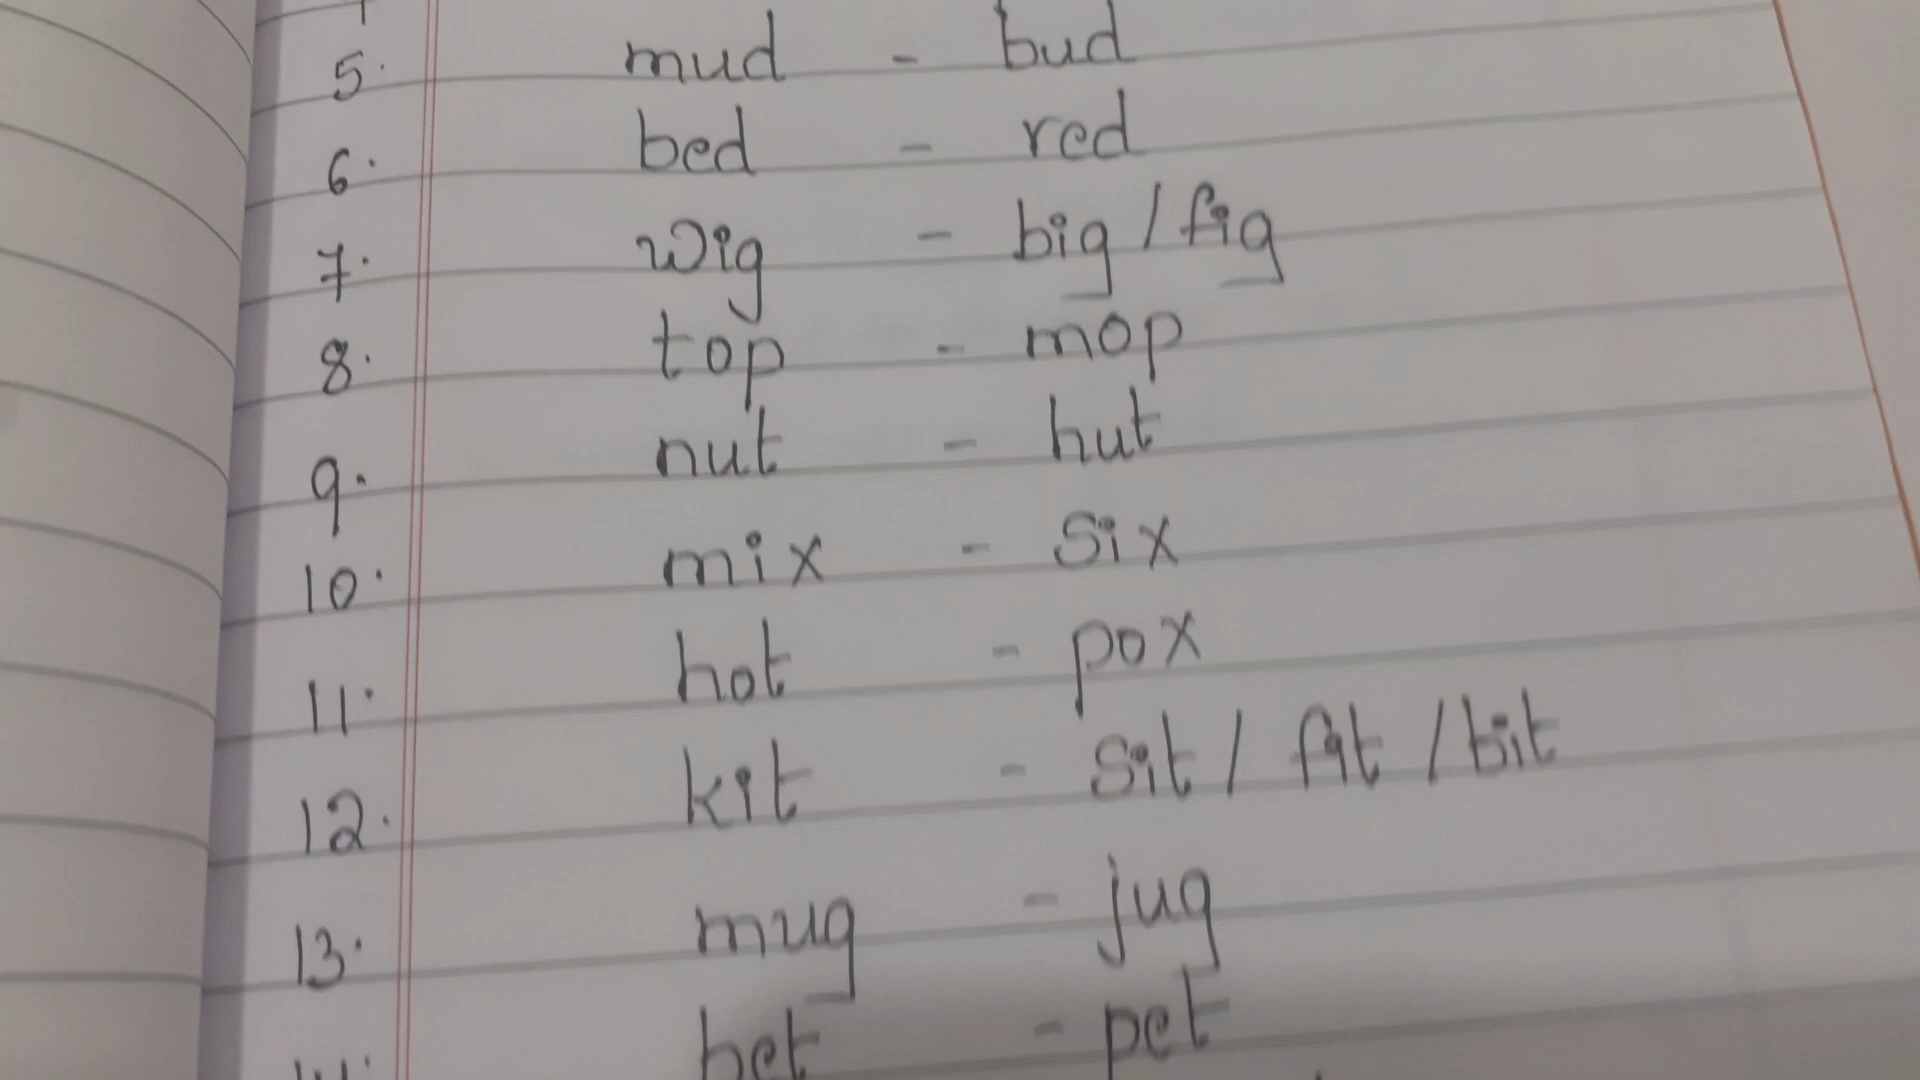 5. mud - bud
6. bed - red
7. wig - big / fig
8. top - mop
9. nut - hut
10. mix - six
11. hot - pox
12. kit - sit / fit / bit
13. mug - jug
14. bet - pet